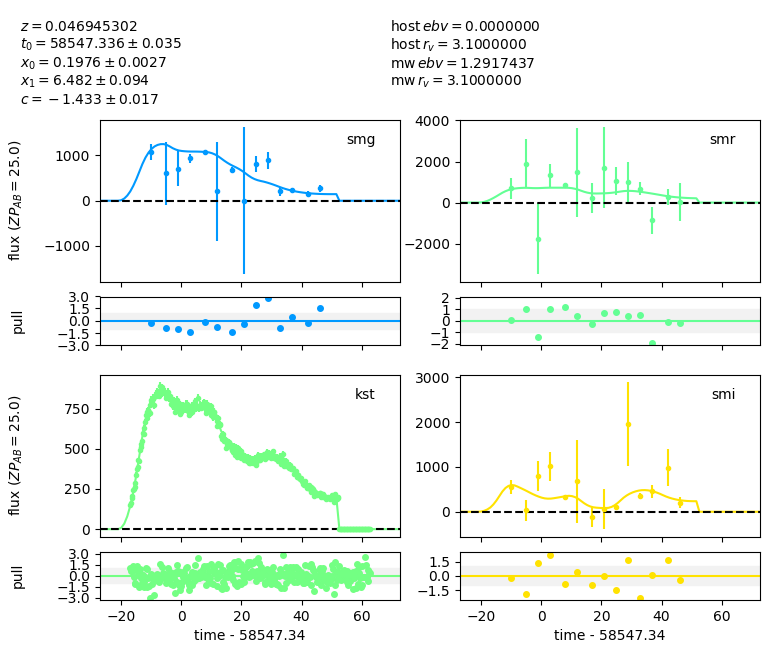 z = 0.046945302
t₀ = 58547.336 ± 0.035
x₀ = 0.1976 ± 0.0027
x₁ = 6.482 ± 0.094
c = −1.433 ± 0.017
host ebv = 0.0000000
host r_v = 3.1000000
mw ebv = 1.2917437
mw r_v = 3.1000000
smg
flux (ZP_AB = 25.0)
1000
0
−1000
smr
4000
2000
0
−2000
pull
3.0
1.5
0.0
−1.5
−3.0
2
1
0
−1
−2
kst
flux (ZP_AB = 25.0)
750
500
250
0
smi
3000
2000
1000
0
pull
3.0
1.5
0.0
−1.5
−3.0
1.5
0.0
−1.5
−20 0 20 40 60
time - 58547.34
−20 0 20 40 60
time - 58547.34